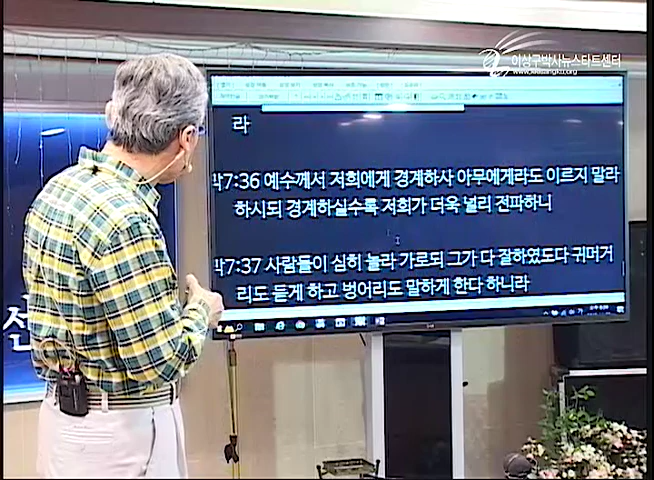 이상구박사뉴스타트센터
라
막7:36 예수께서 저희에게 경계하사 아무에게라도 이르지 말라
하시되 경계하실수록 저희가 더욱 널리 전파하니
막7:37 사람들이 심히 놀라 가로되 그가 다 잘하였도다 귀머거
리도 듣게 하고 벙어리도 말하게 한다 하니라